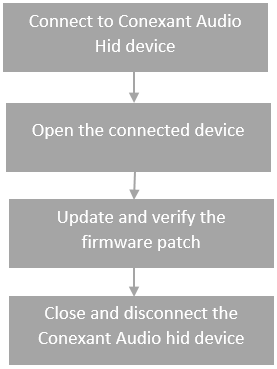 Connect to Conexant Audio
Hid device
Open the connected device
Update and verify the
firmware patch
Close and disconnect the
Conexant Audio hid device